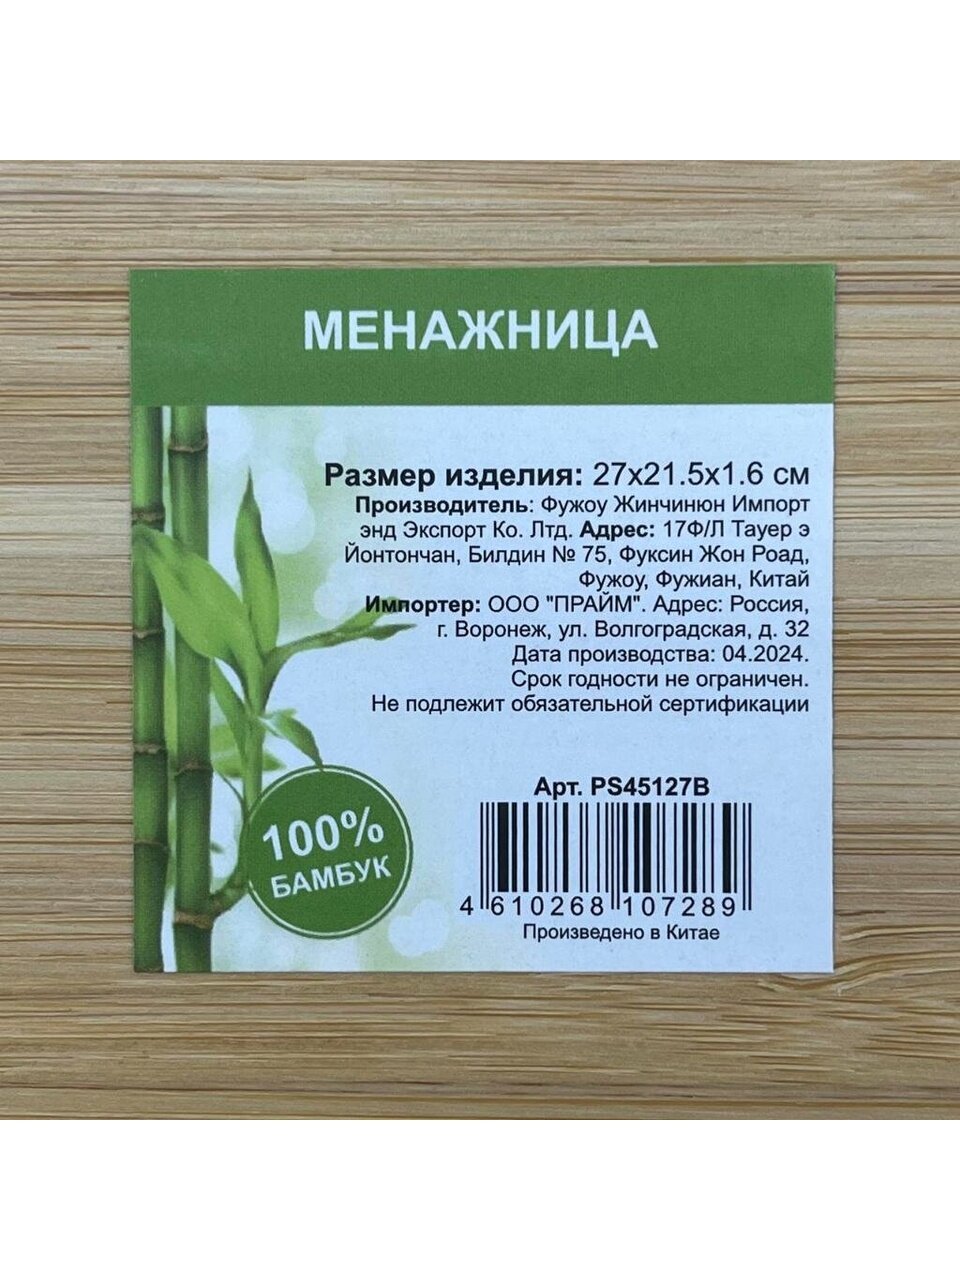 МЕНАЖНИЦА
Размер изделия: 27х21.5х1.6 см
Производитель: Фужоу Жинчинюн Импорт
энд Экспорт Ко. Лтд. Адрес: 17Ф/Л Тауер э
Йонтончан, Билдин № 75, Фуксин Жон Роад,
Фужоу, Фужиан, Китай
Импортер: ООО "ПРАЙМ". Адрес: Россия,
г. Воронеж, ул. Волгоградская, д. 32
Дата производства: 04.2024.
Срок годности не ограничен.
Не подлежит обязательной сертификации
100%
БАМБУК
Арт. PS45127B
4 610268 107289
Произведено в Китае